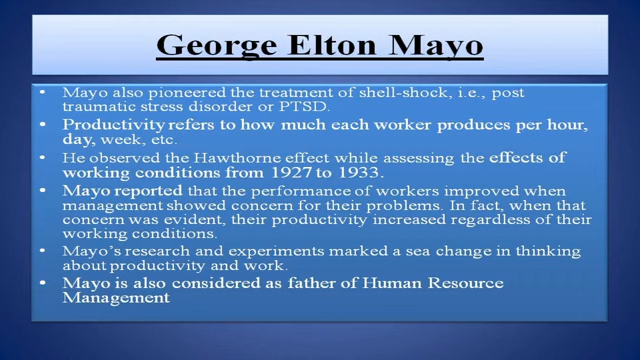 George Elton Mayo
• Mayo also pioneered the treatment of shell-shock, i.e., post
traumatic stress disorder or PTSD.
• Productivity refers to how much each worker produces per hour,
day, week, etc.
• He observed the Hawthorne effect while assessing the effects of
working conditions from 1927 to 1933.
• Mayo reported that the performance of workers improved when
management showed concern for their problems. In fact, when that
concern was evident, their productivity increased regardless of their
working conditions.
• Mayo's research and experiments marked a sea change in thinking
about productivity and work.
• Mayo is also considered as father of Human Resource
Management